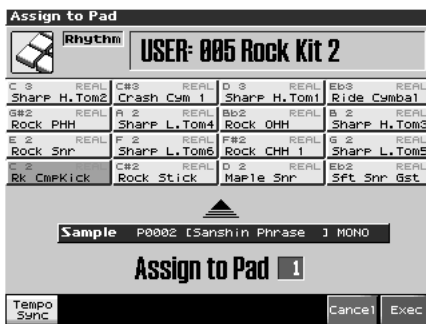 Assign to Pad
Rhythm
USER: 005 Rock Kit 2
C 3 REAL C#3 REAL D 3 REAL Eb3 REAL
Sharp H.Tom2 Crash Cym 1 Sharp H.Tom1 Ride Cymbal
G#2 REAL A 2 REAL Bb2 REAL B 2 REAL
Rock PHH Sharp L.Tom4 Rock OHH Sharp H.Tom3
E 2 REAL F 2 REAL F#2 REAL G 2 REAL
Rock Snr Sharp L.Tom6 Rock CHH 1 Sharp L.Tom5
C 2 REAL C#2 REAL D 2 REAL Eb2 REAL
Rk CmpKick Rock Stick Maple Snr Sft Snr Gst
Sample P0002 [Sanshin Phrase ] MONO
Assign to Pad 1
Tempo
Sync
Cancel Exec